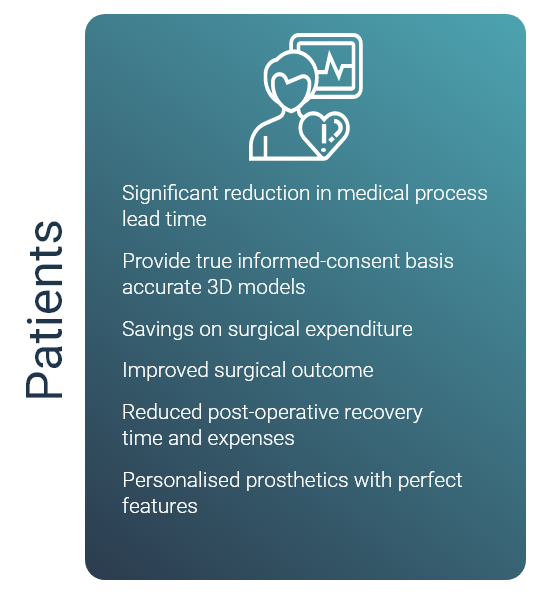 Patients
Significant reduction in medical process
lead time
Provide true informed-consent basis
accurate 3D models
Savings on surgical expenditure
Improved surgical outcome
Reduced post-operative recovery
time and expenses
Personalised prosthetics with perfect
features